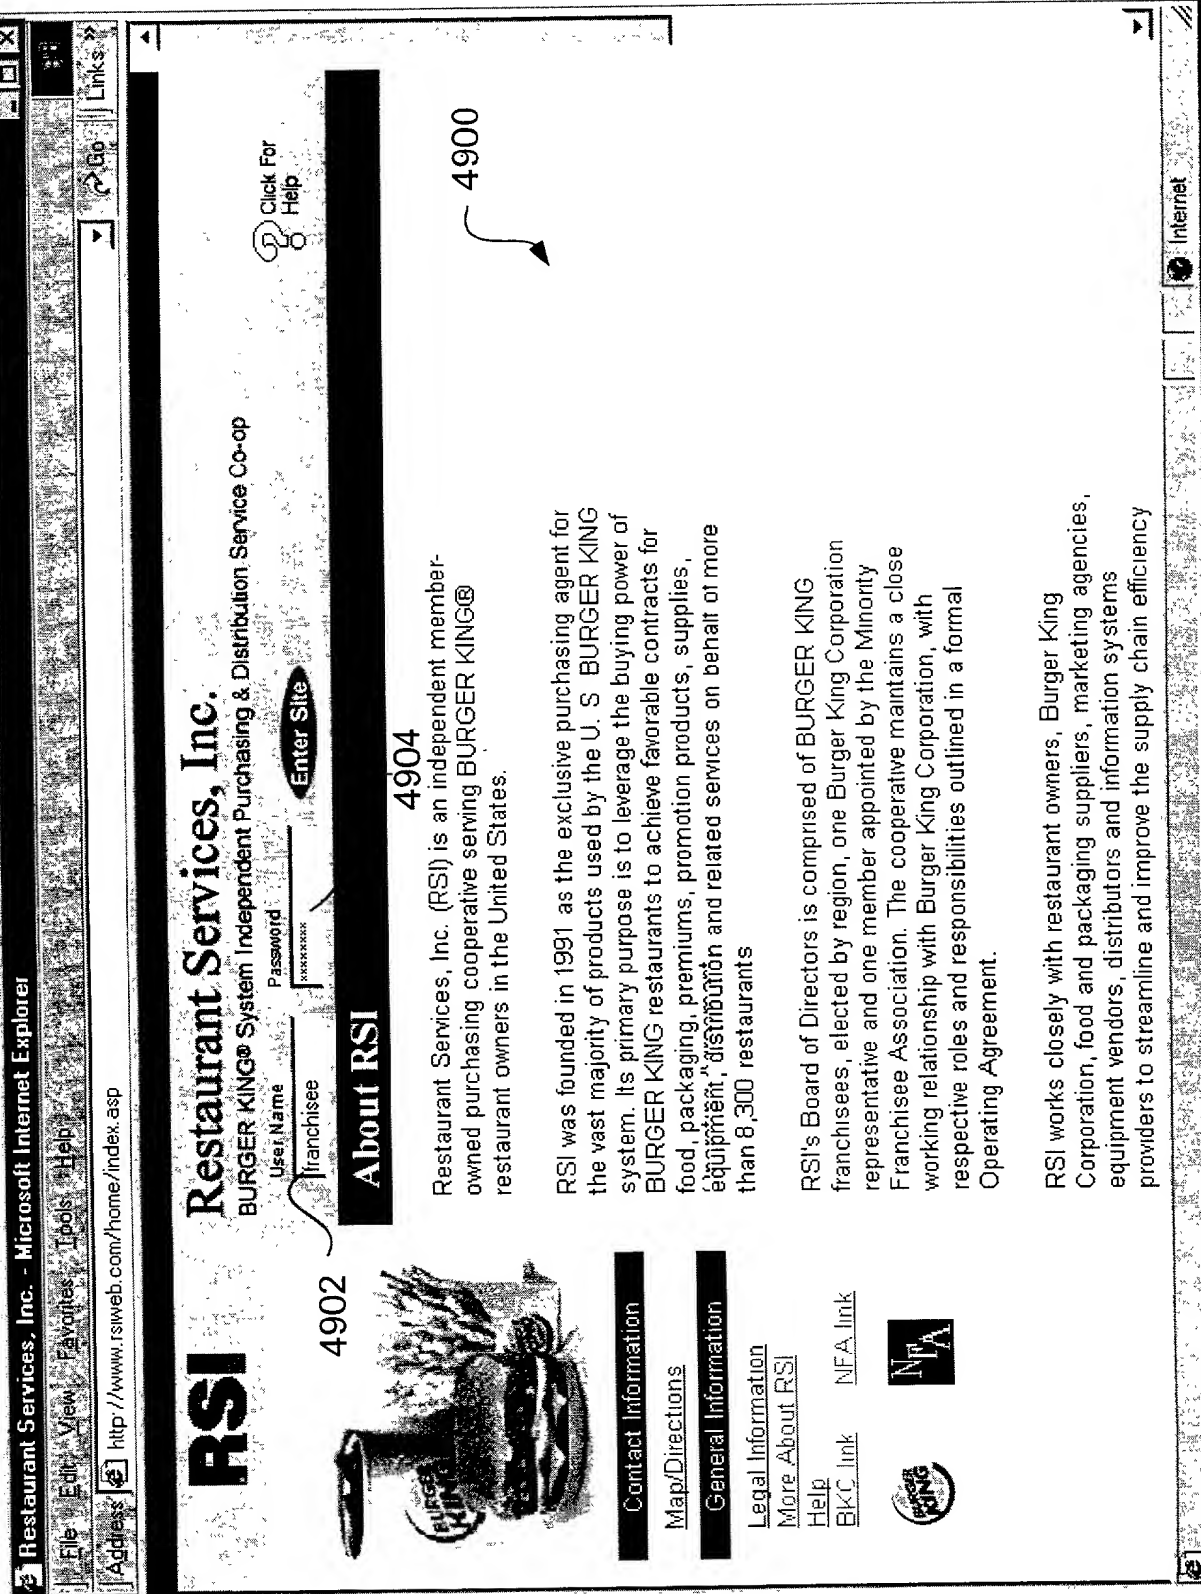 Restaurant Services, Inc. - Microsoft Internet Explorer
File Edit View Favorites Tools Help
Address http://www.rsiweb.com/home/index.asp Go Links »
RSI
Restaurant Services, Inc.
BURGER KING® System Independent Purchasing & Distribution Service Co-op
User Name Password
franchisee xxxxxxxx Enter Site
Click For
Help
4902
4904
4900
About RSI
BURGER
KING
Contact Information
Map/Directions
General Information
Legal Information
More About RSI
Help
BKC link NFA link
BURGER
KING
NFA
Restaurant Services, Inc. (RSI) is an independent member-
owned purchasing cooperative serving BURGER KING®
restaurant owners in the United States.
RSI was founded in 1991 as the exclusive purchasing agent for
the vast majority of products used by the U. S BURGER KING
system. Its primary purpose is to leverage the buying power of
BURGER KING restaurants to achieve favorable contracts for
food, packaging, premiums, promotion products, supplies,
equipment, distribution and related services on behalf of more
than 8,300 restaurants
RSI's Board of Directors is comprised of BURGER KING
franchisees, elected by region, one Burger King Corporation
representative and one member appointed by the Minority
Franchisee Association. The cooperative maintains a close
working relationship with Burger King Corporation, with
respective roles and responsibilities outlined in a formal
Operating Agreement.
RSI works closely with restaurant owners, Burger King
Corporation, food and packaging suppliers, marketing agencies,
equipment vendors, distributors and information systems
providers to streamline and improve the supply chain efficiency
Internet